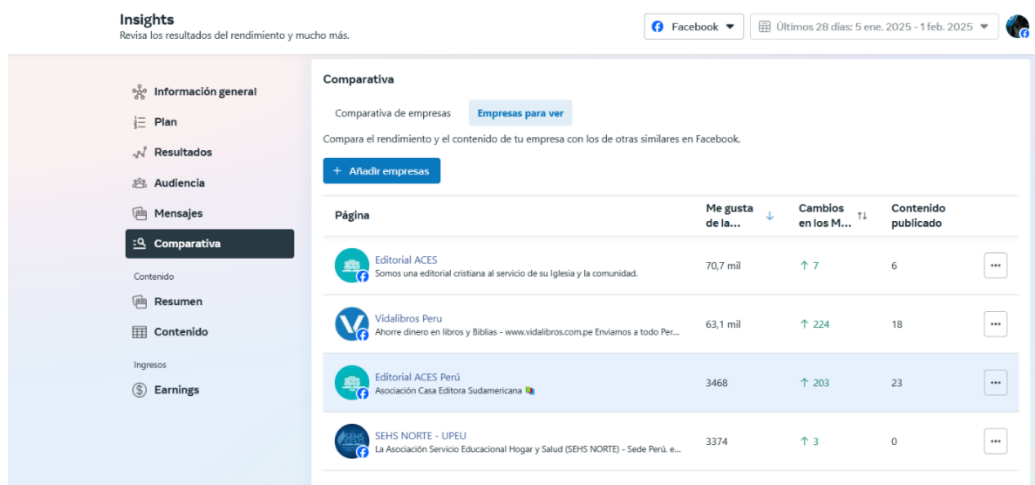 Insights
Revisa los resultados del rendimiento y mucho más.
Facebook
Últimos 28 días: 5 ene. 2025 - 1 feb. 2025
Información general
Plan
Resultados
Audiencia
Mensajes
Comparativa
Contenido
Resumen
Contenido
Ingresos
Earnings
Comparativa
Comparativa de empresas
Empresas para ver
Compara el rendimiento y el contenido de tu empresa con los de otras similares en Facebook.
+ Añadir empresas
Página
Me gusta de la... ↓
Cambios en los M... ↑↓
Contenido publicado
Editorial ACES
Somos una editorial cristiana al servicio de su Iglesia y la comunidad.
70,7 mil
↑ 7
6
Vidalibros Peru
Ahorre dinero en libros y Biblias - www.vidalibros.com.pe Enviamos a todo Per...
63,1 mil
↑ 224
18
Editorial ACES Perú
Asociación Casa Editora Sudamericana
3468
↑ 203
23
SEHS NORTE - UPEU
La Asociación Servicio Educacional Hogar y Salud (SEHS NORTE) - Sede Perú. e...
3374
↑ 3
0